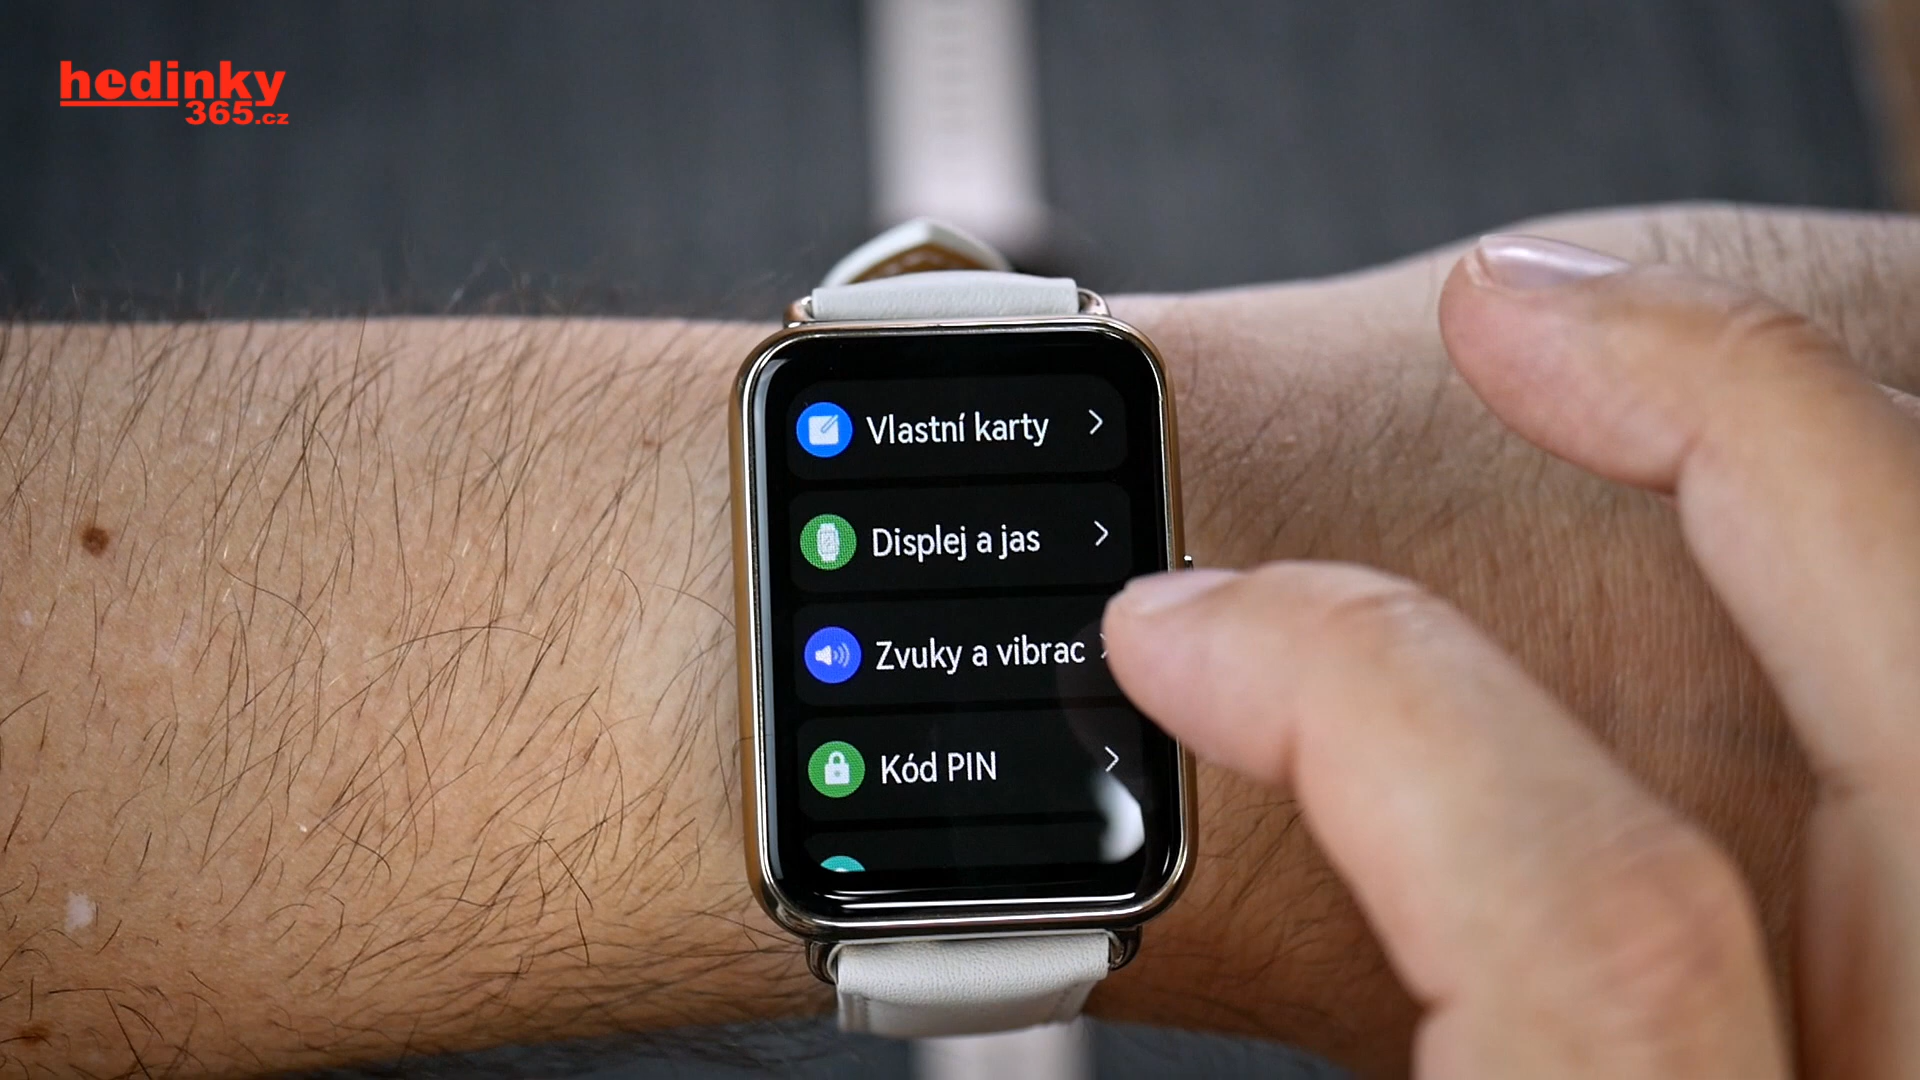 hodinky
365.cz
Vlastní karty
Displej a jas
Zvuky a vibrac
Kód PIN